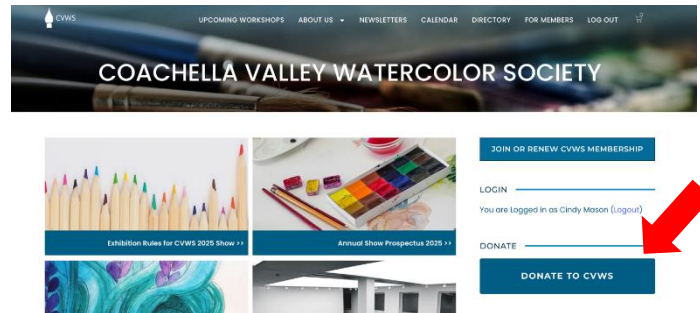 CVWS
UPCOMING WORKSHOPS ABOUT US NEWSLETTERS CALENDAR DIRECTORY FOR MEMBERS LOG OUT
COACHELLA VALLEY WATERCOLOR SOCIETY
Exhibition Rules for CVWS 2025 Show >>
Annual Show Prospectus 2025 >>
JOIN OR RENEW CVWS MEMBERSHIP
LOGIN
You are Logged in as Cindy Mason (Logout)
DONATE
DONATE TO CVWS